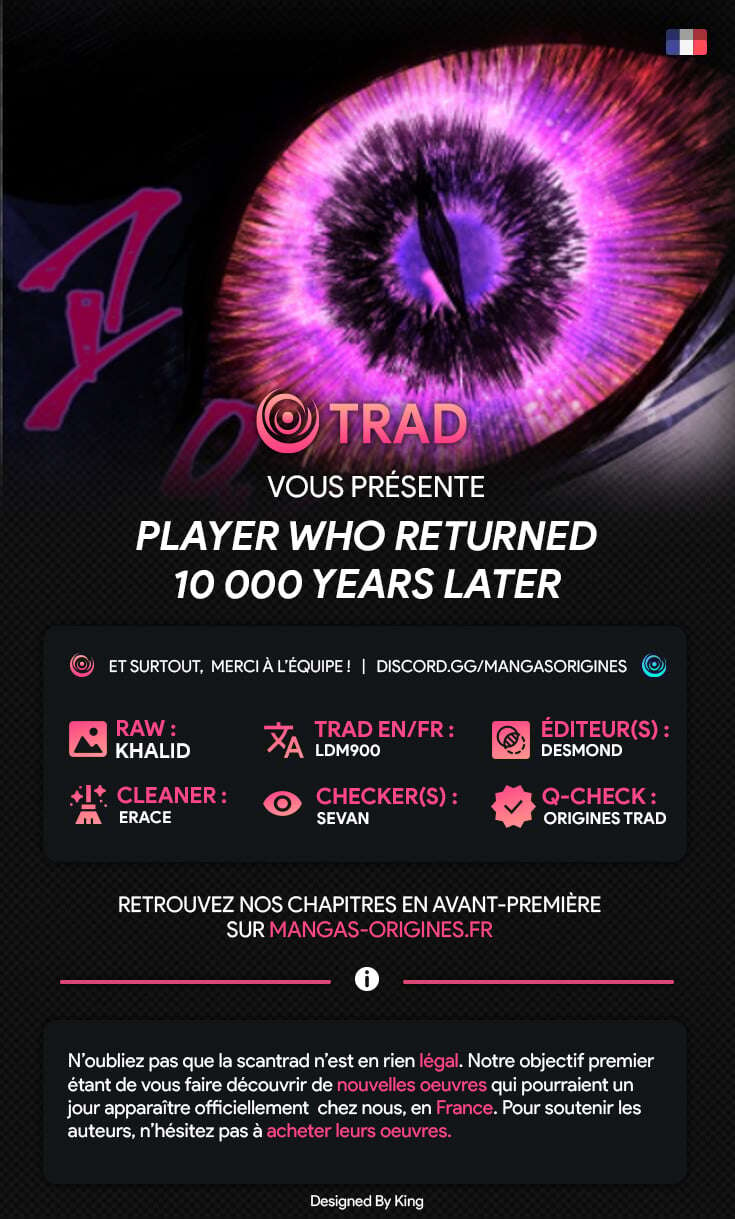 TRAD
VOUS PRÉSENTE
PLAYER WHO RETURNED
10 000 YEARS LATER
ET SURTOUT, MERCI À L'ÉQUIPE ! | DISCORD.GG/MANGASORIGINES
RAW :
KHALID
TRAD EN/FR :
LDM900
ÉDITEUR(S) :
DESMOND
CLEANER :
ERACE
CHECKER(S) :
SEVAN
Q-CHECK :
ORIGINES TRAD
RETROUVEZ NOS CHAPITRES EN AVANT-PREMIÈRE
SUR MANGAS-ORIGINES.FR
N'oubliez pas que la scantrad n'est en rien légal. Notre objectif premier
étant de vous faire découvrir de nouvelles oeuvres qui pourraient un
jour apparaître officiellement chez nous, en France. Pour soutenir les
auteurs, n'hésitez pas à acheter leurs oeuvres.
Designed By King